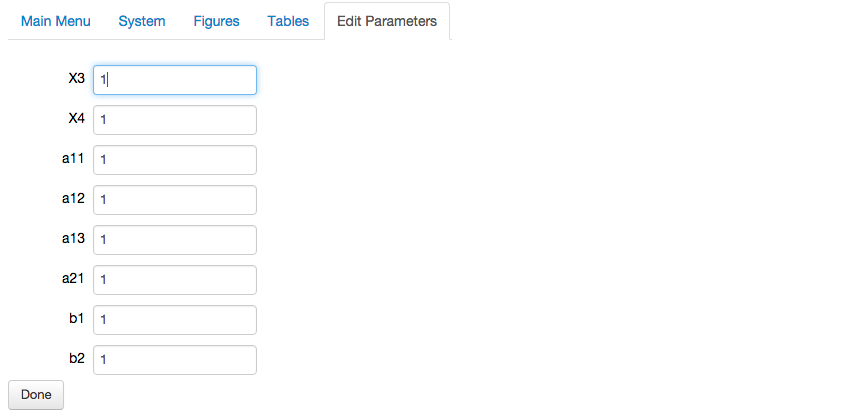 Main Menu System Figures Tables Edit Parameters
X3 1
X4 1
a11 1
a12 1
a13 1
a21 1
b1 1
b2 1
Done